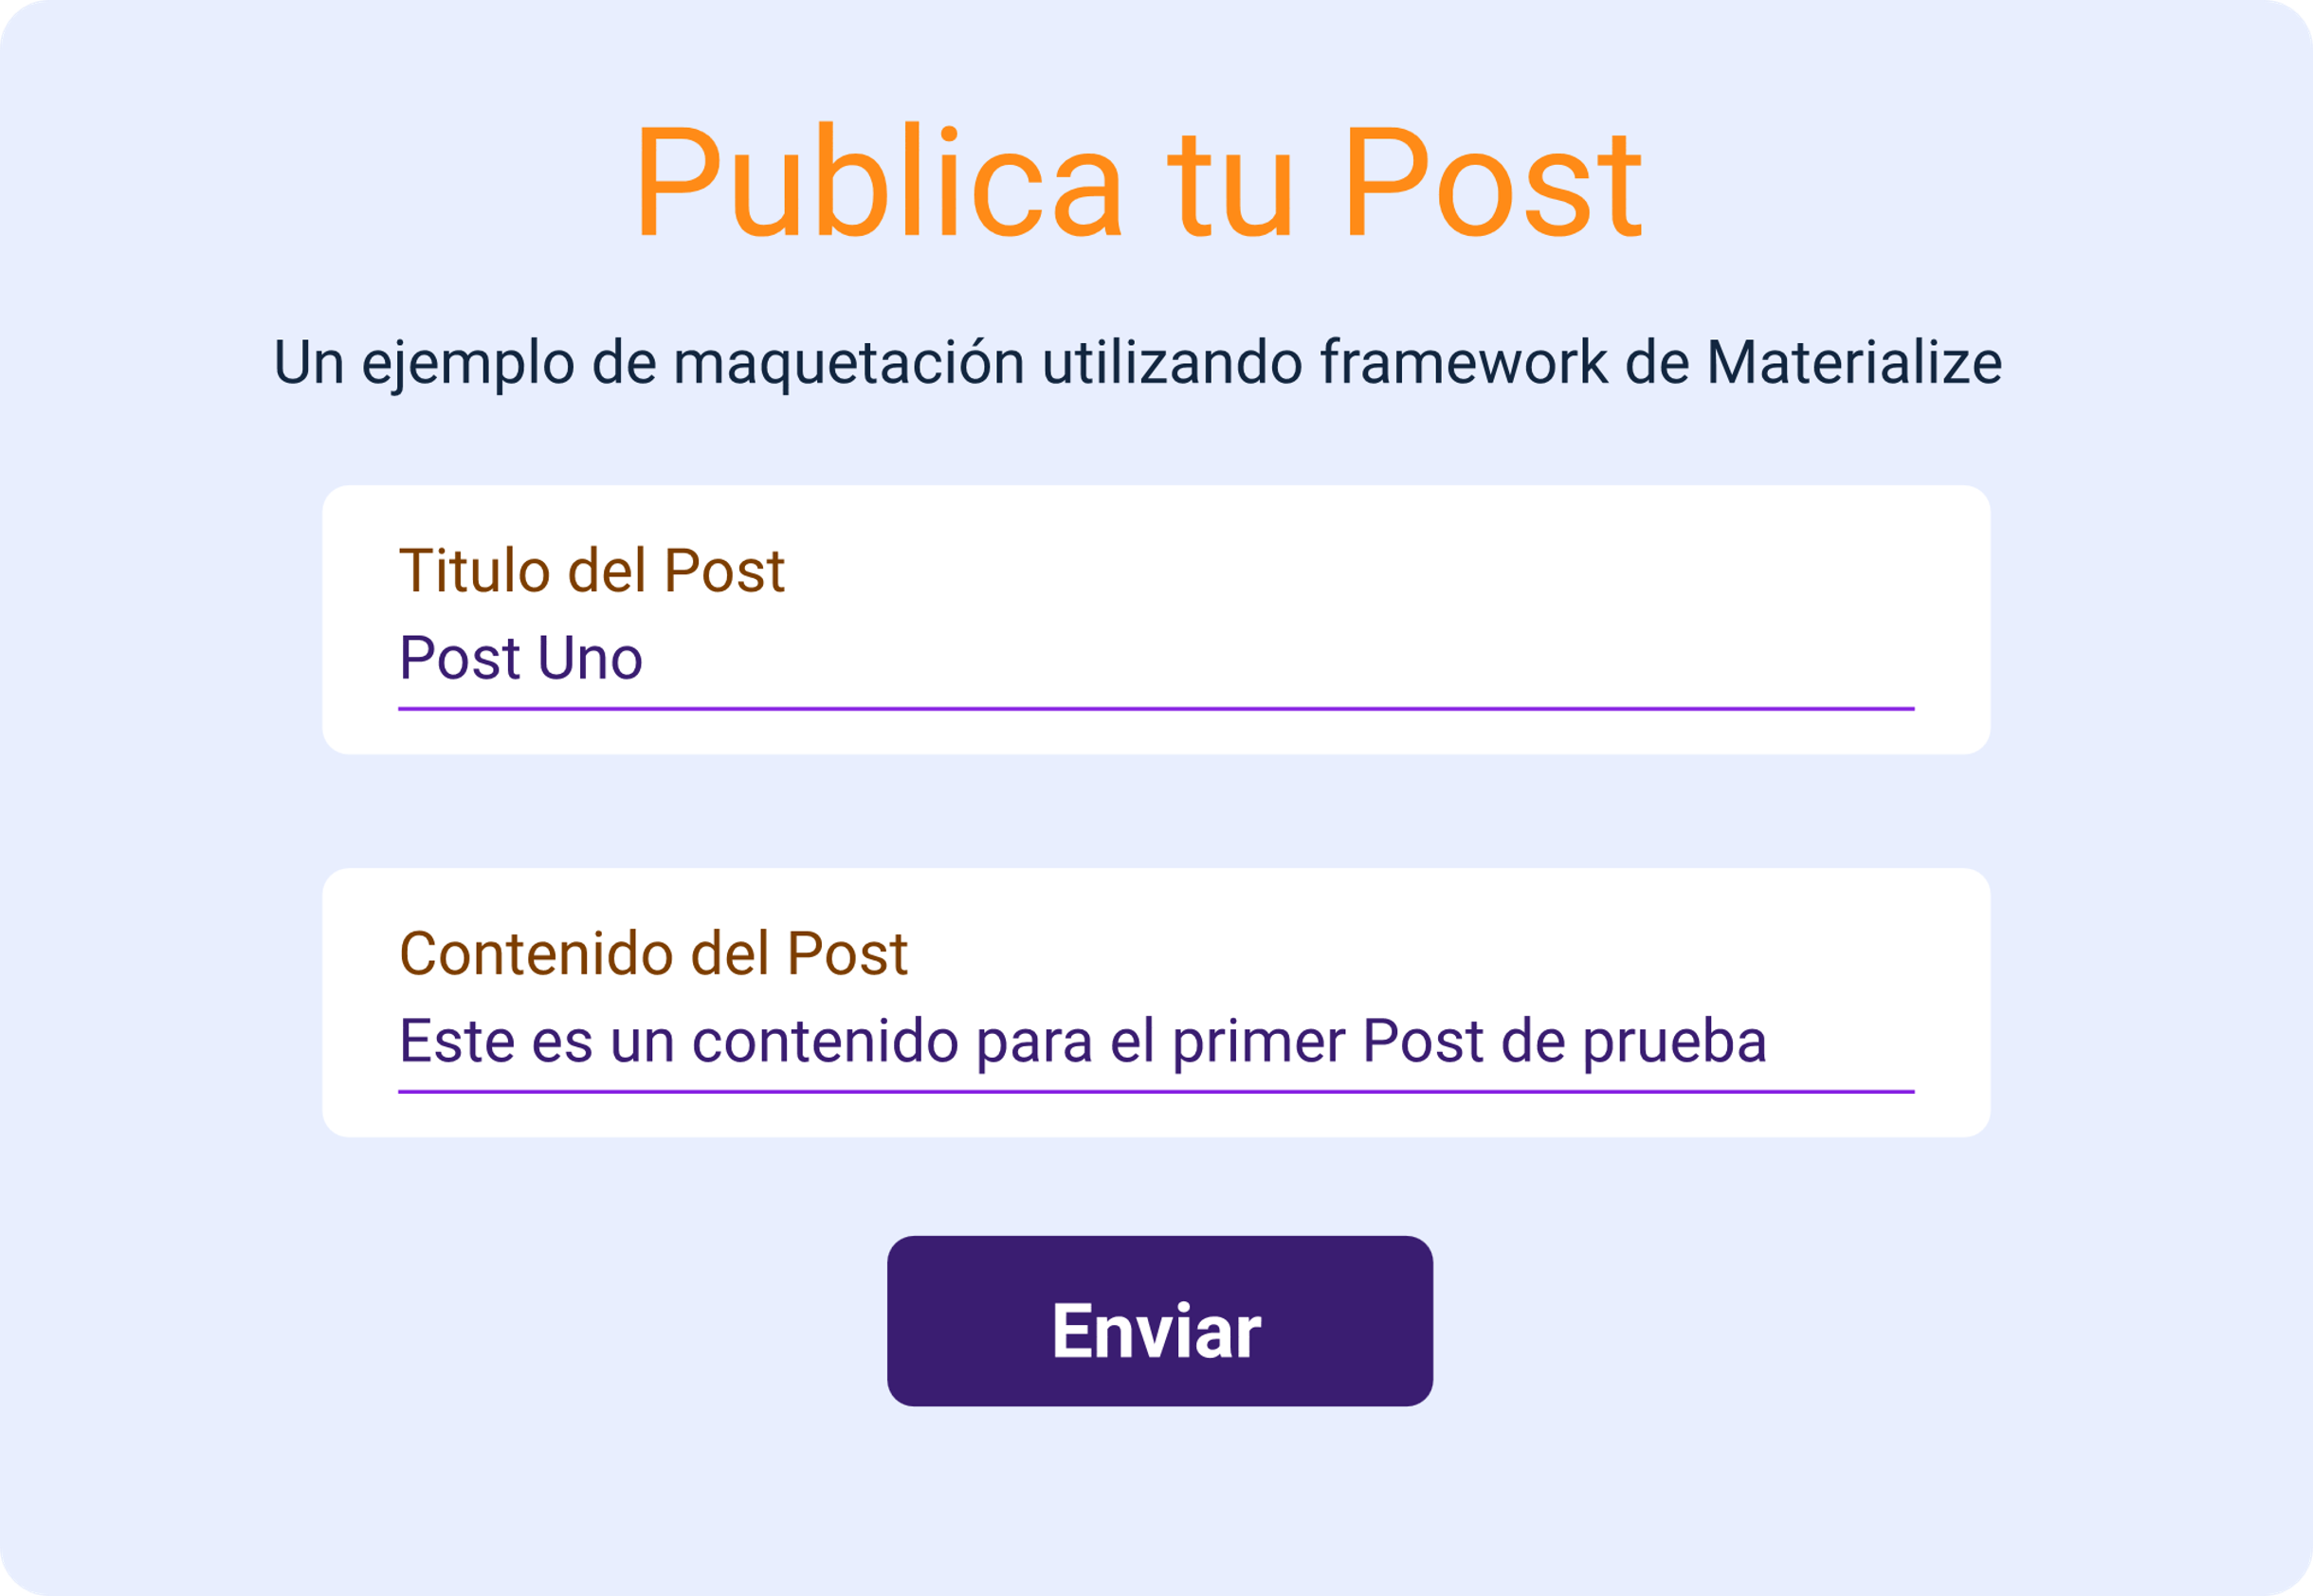 Publica tu Post
Un ejemplo de maquetación utilizando framework de Materialize
Titulo del Post
Post Uno
Contenido del Post
Este es un contenido para el primer Post de prueba
Enviar